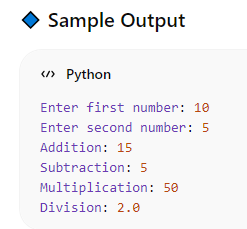 Sample Output
Python
Enter first number: 10
Enter second number: 5
Addition: 15
Subtraction: 5
Multiplication: 50
Division: 2.0